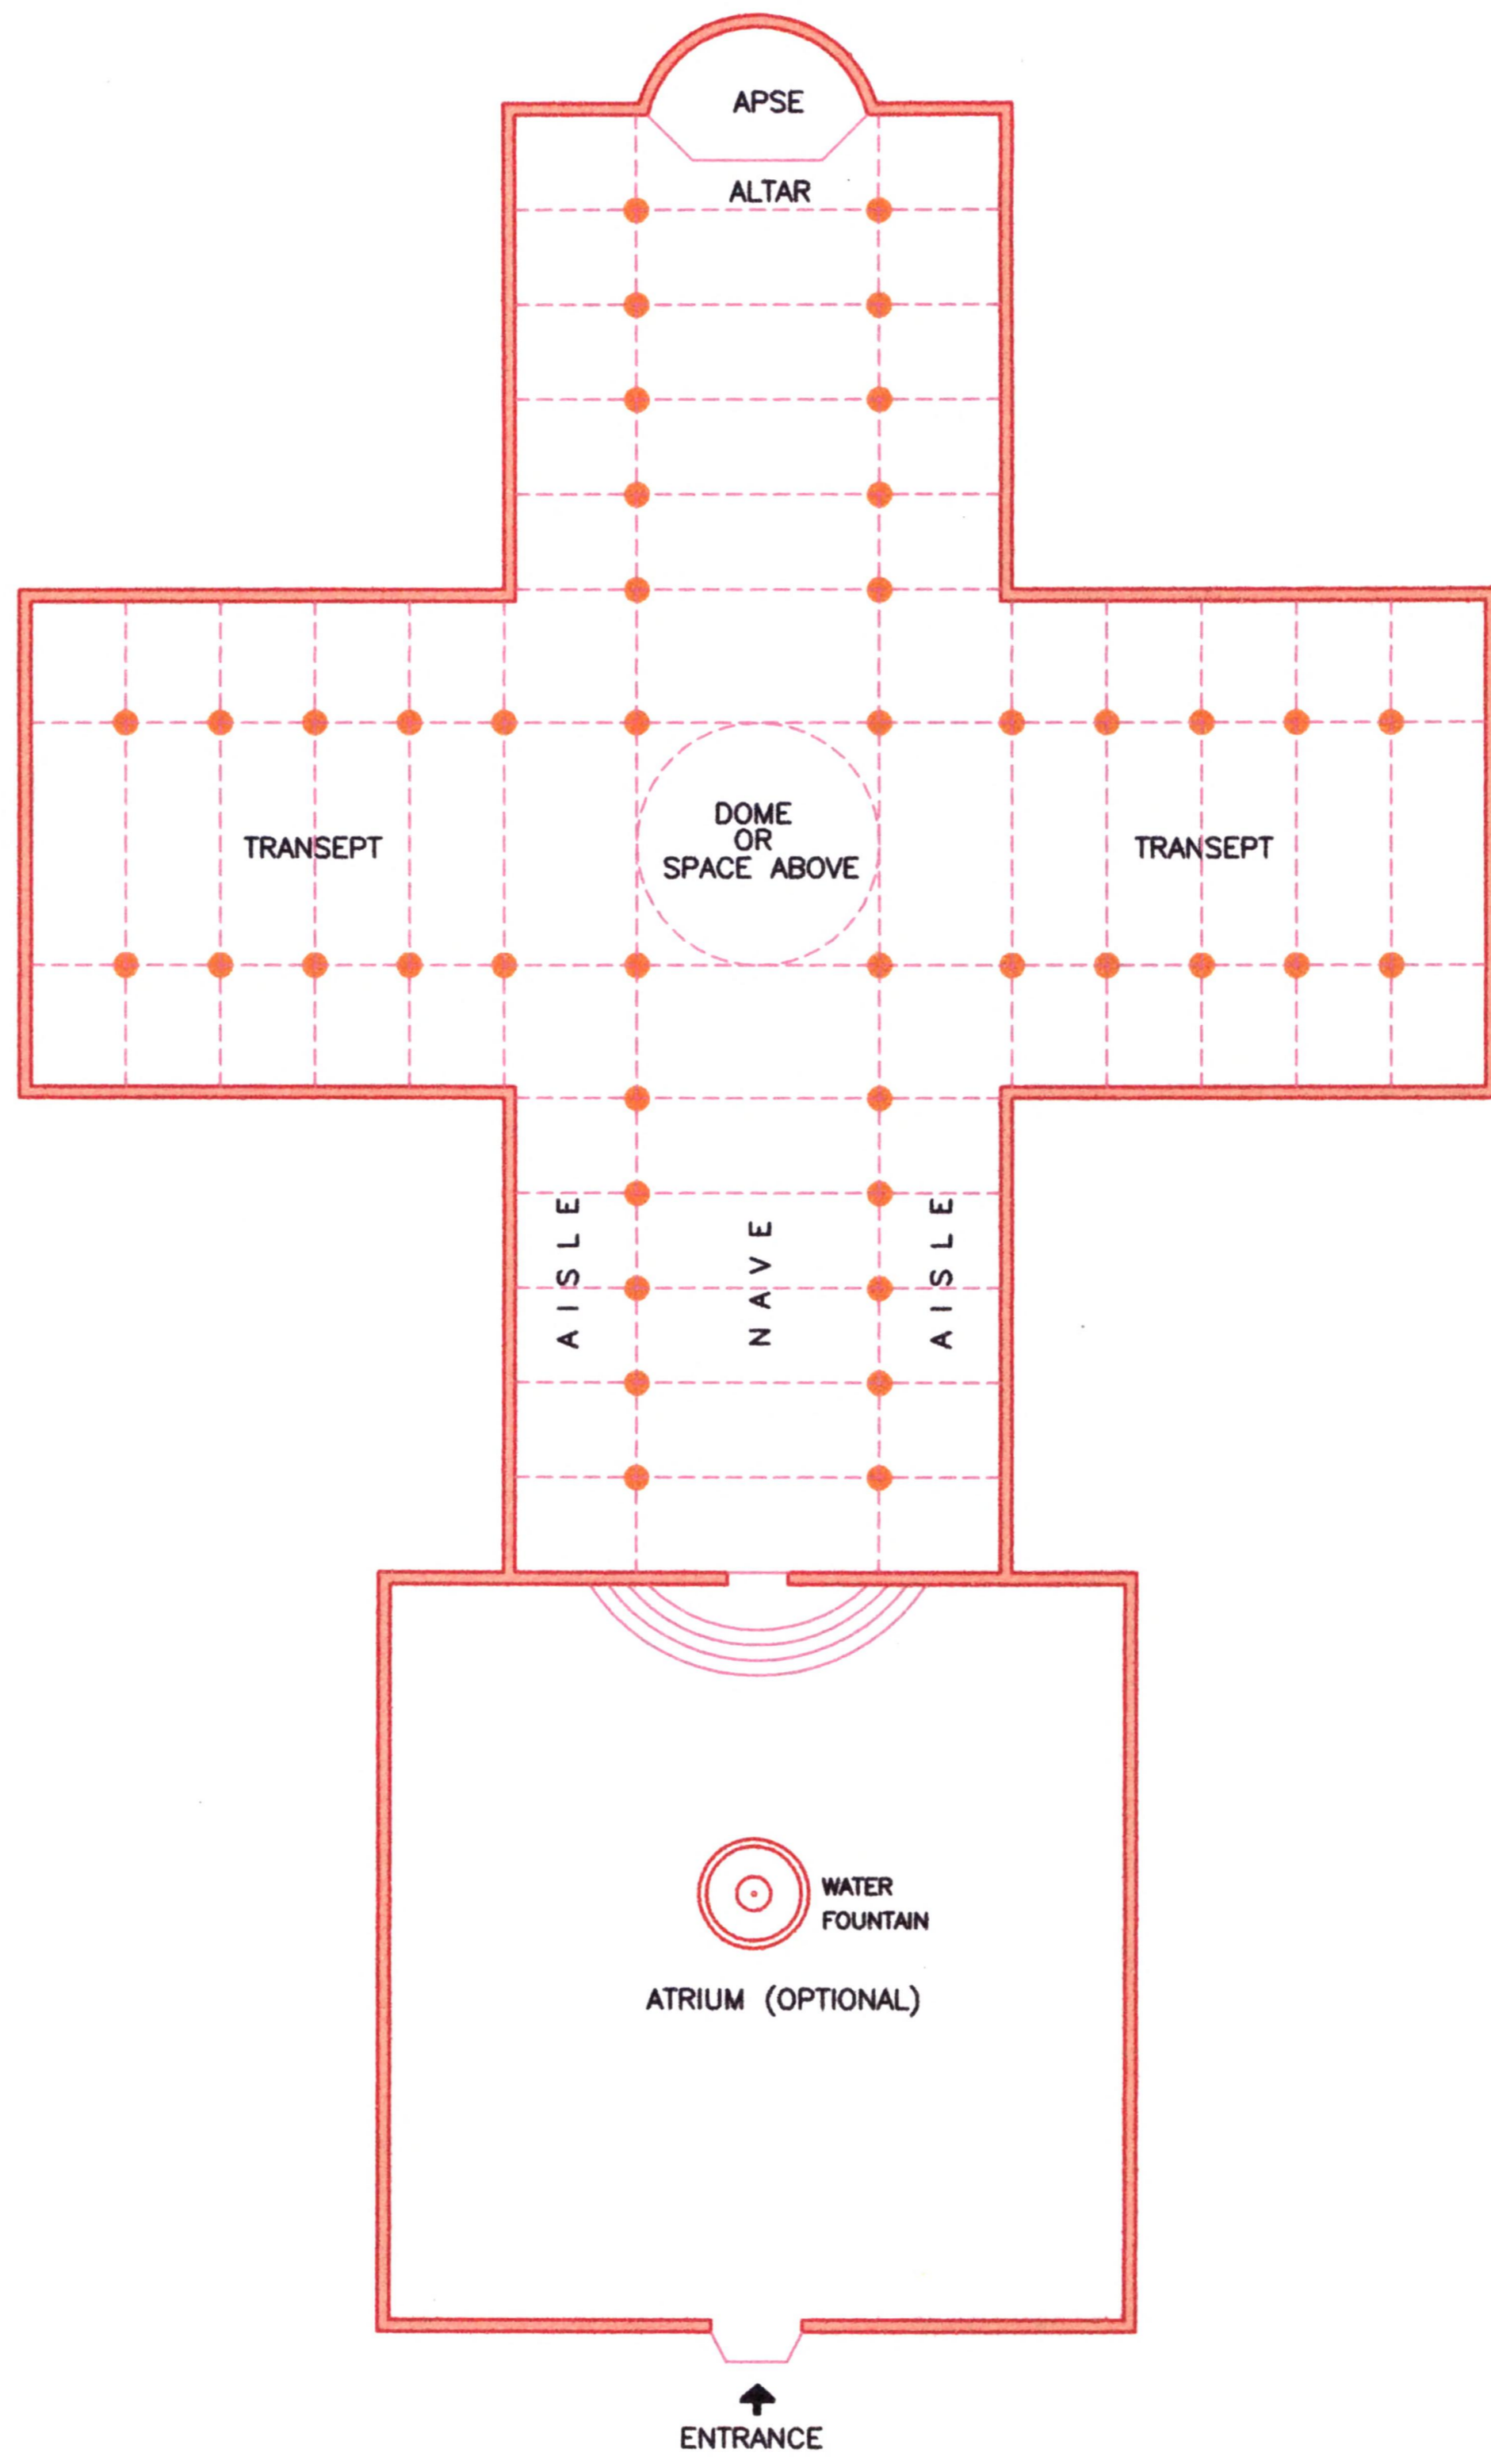 APSE
ALTAR
DOME
OR
SPACE ABOVE
TRANSEPT
TRANSEPT
AISLE
NAVE
AISLE
WATER
FOUNTAIN
ATRIUM (OPTIONAL)
ENTRANCE